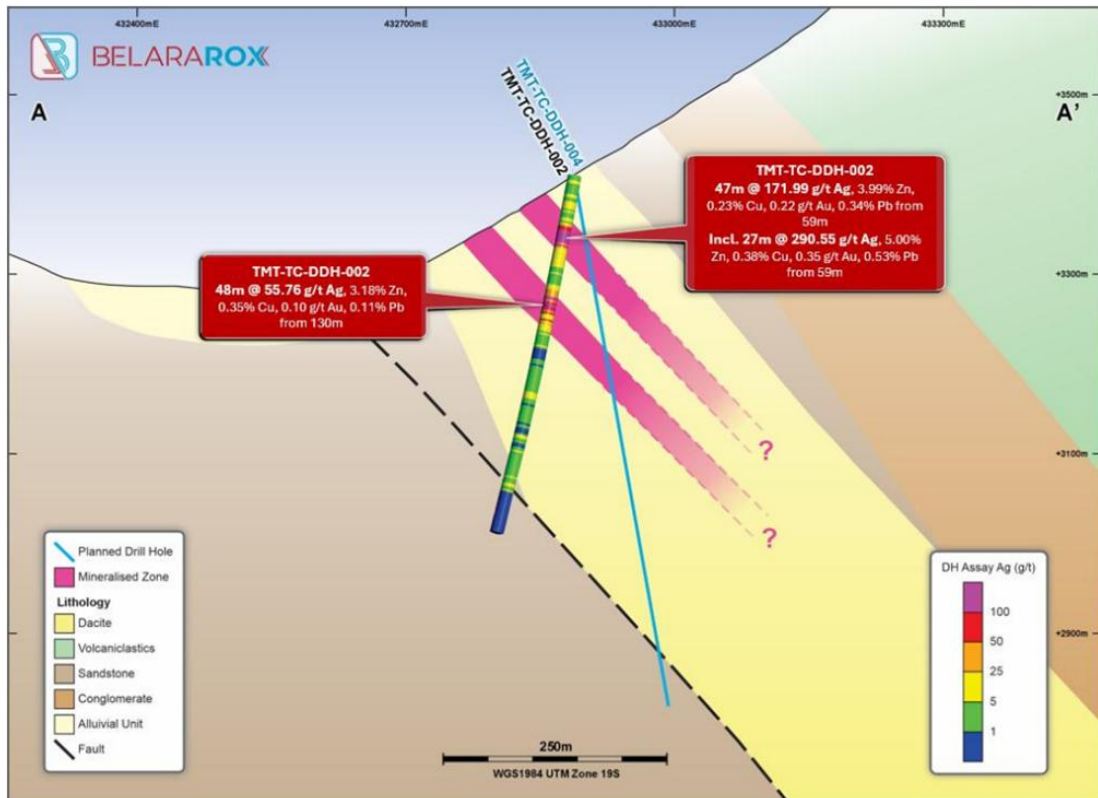 432400mE
432700mE
433000mE
433300mE
BELARAROX
+3500m
A
A'
TMT-TC-DDH-004
TMT-TC-DDH-002
TMT-TC-DDH-002
47m @ 171.99 g/t Ag, 3.99% Zn,
0.23% Cu, 0.22 g/t Au, 0.34% Pb from
59m
Incl. 27m @ 290.55 g/t Ag, 5.00%
Zn, 0.38% Cu, 0.35 g/t Au, 0.53% Pb
from 59m
TMT-TC-DDH-002
48m @ 55.76 g/t Ag, 3.18% Zn,
0.35% Cu, 0.10 g/t Au, 0.11% Pb
from 130m
+3300m
+3100m
?
?
Planned Drill Hole
Mineralised Zone
Lithology
Dacite
Volcaniclastics
Sandstone
Conglomerate
Alluivial Unit
Fault
250m
WGS1984 UTM Zone 19S
DH Assay Ag (g/t)
100
50
25
5
1
+2900m